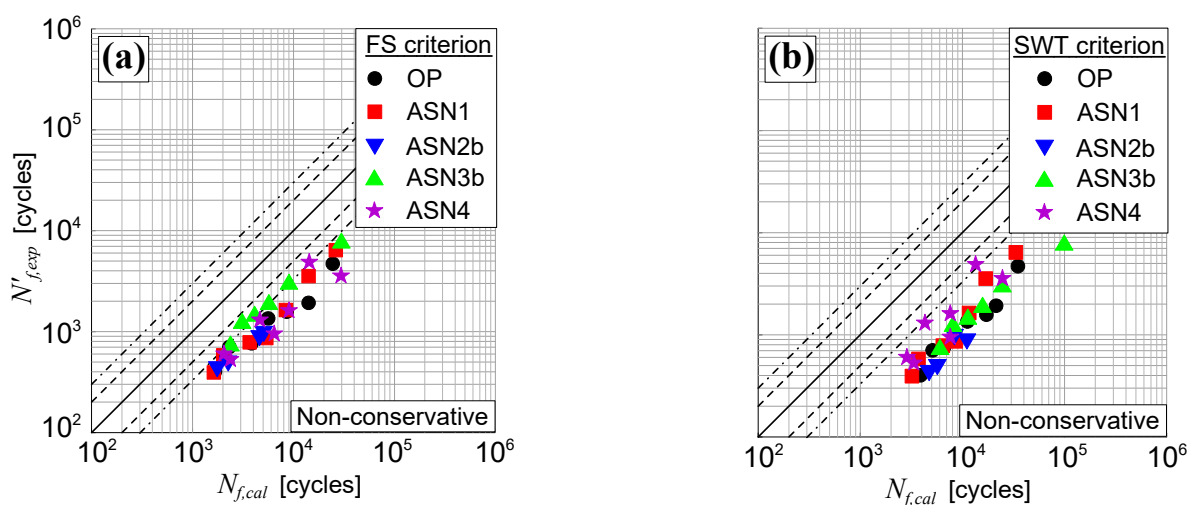 (a)
FS criterion
OP
ASN1
ASN2b
ASN3b
ASN4
Non-conservative
10^6
10^5
10^4
10^3
10^2
N'f,exp [cycles]
10^2 10^3 10^4 10^5 10^6
Nf,cal [cycles]
(b)
SWT criterion
OP
ASN1
ASN2b
ASN3b
ASN4
Non-conservative
10^2 10^3 10^4 10^5 10^6
Nf,cal [cycles]